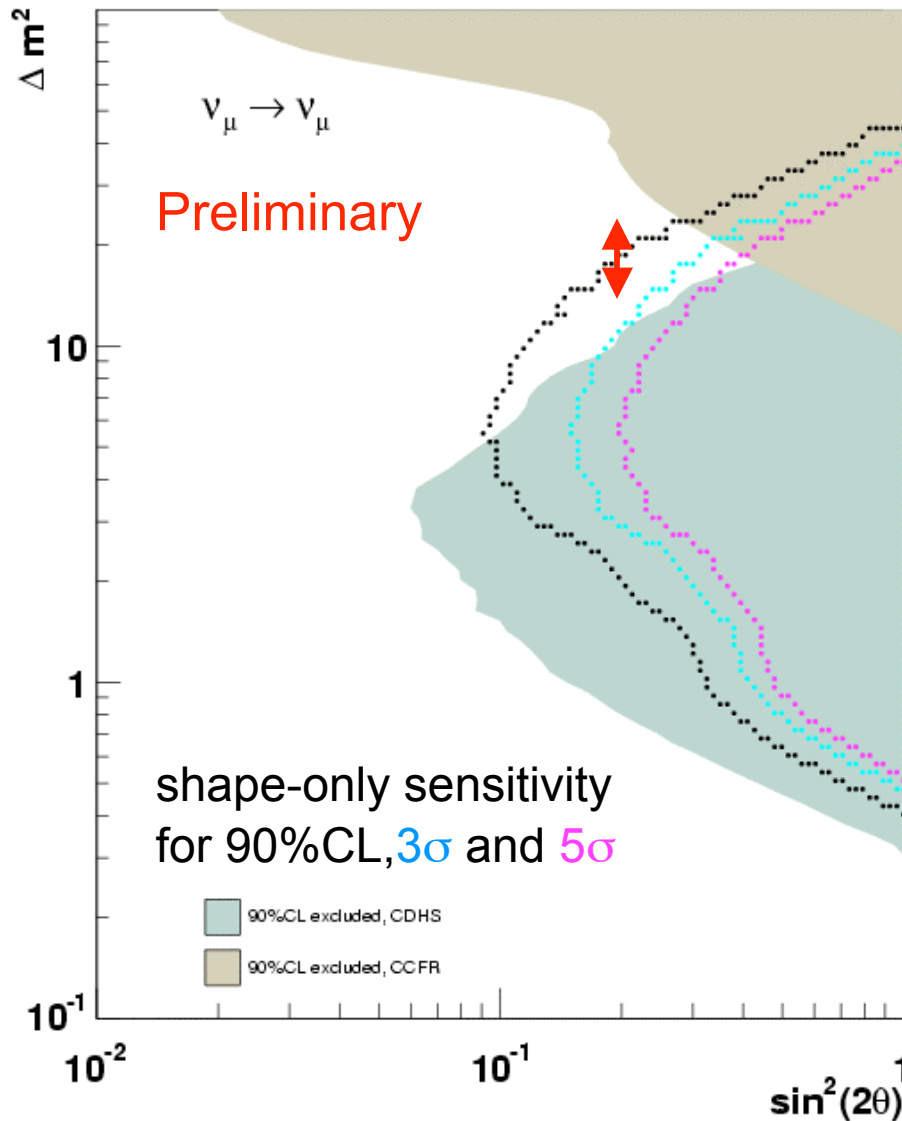 Δ m²
ν_μ → ν_μ
Preliminary
10
1
shape-only sensitivity
for 90%CL,3σ and 5σ
90%CL excluded, CDHS
90%CL excluded, CCFR
10⁻¹
10⁻² 10⁻¹ 1
sin²(2θ)